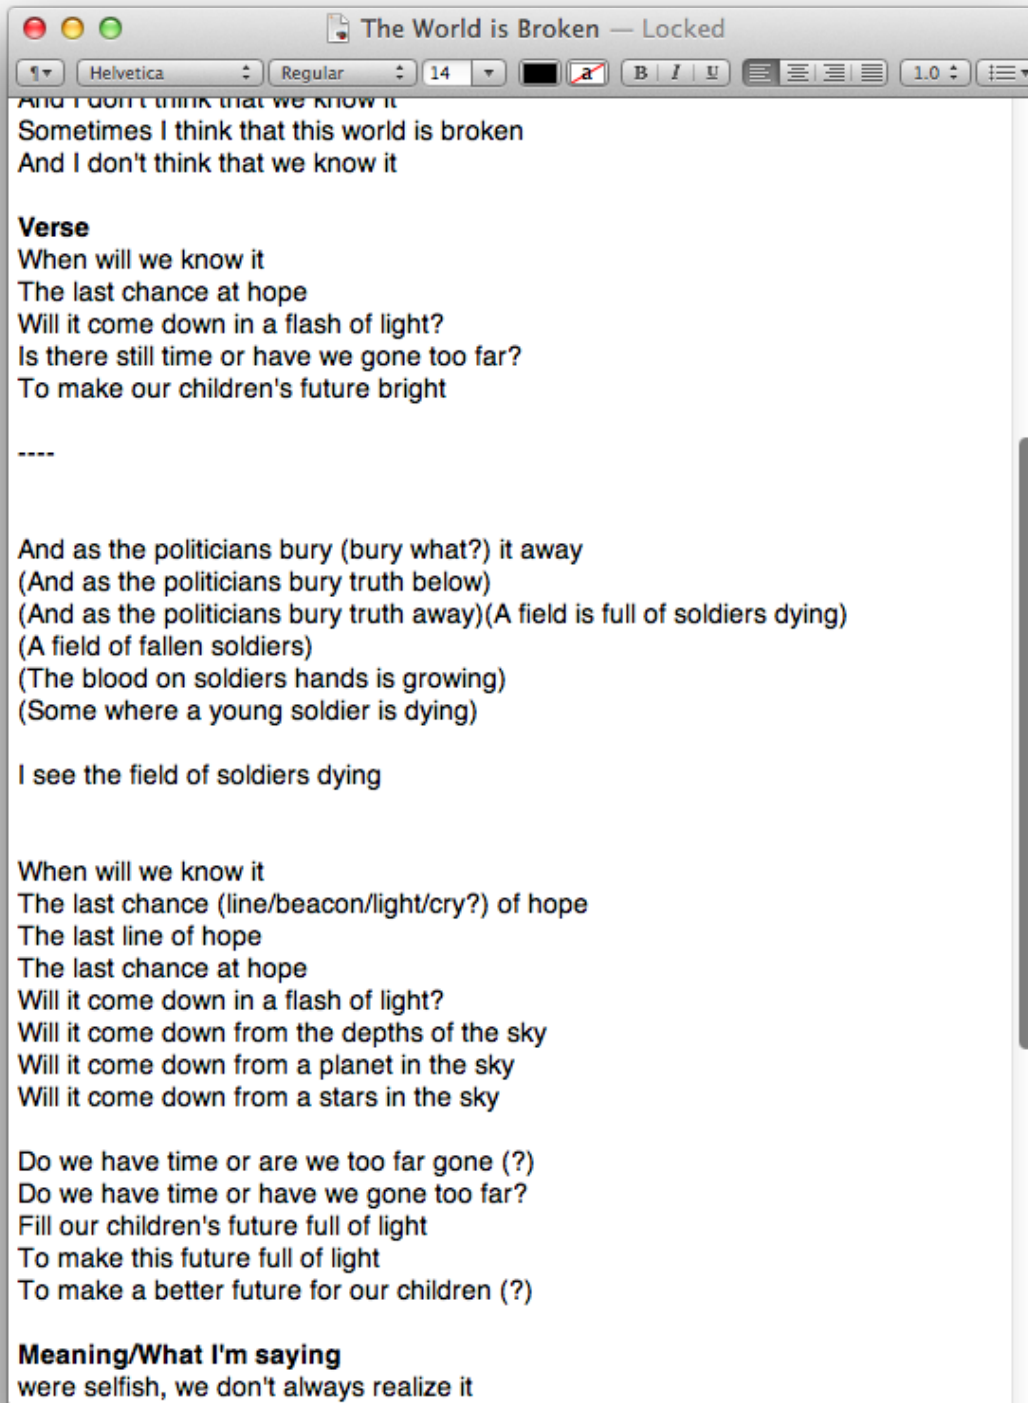 The World is Broken — Locked
Helvetica Regular 14 a B I U 1.0
And I don't think that we know it
Sometimes I think that this world is broken
And I don't think that we know it
Verse
When will we know it
The last chance at hope
Will it come down in a flash of light?
Is there still time or have we gone too far?
To make our children's future bright
----
And as the politicians bury (bury what?) it away
(And as the politicians bury truth below)
(And as the politicians bury truth away)(A field is full of soldiers dying)
(A field of fallen soldiers)
(The blood on soldiers hands is growing)
(Some where a young soldier is dying)
I see the field of soldiers dying
When will we know it
The last chance (line/beacon/light/cry?) of hope
The last line of hope
The last chance at hope
Will it come down in a flash of light?
Will it come down from the depths of the sky
Will it come down from a planet in the sky
Will it come down from a stars in the sky
Do we have time or are we too far gone (?)
Do we have time or have we gone too far?
Fill our children's future full of light
To make this future full of light
To make a better future for our children (?)
Meaning/What I'm saying
were selfish, we don't always realize it